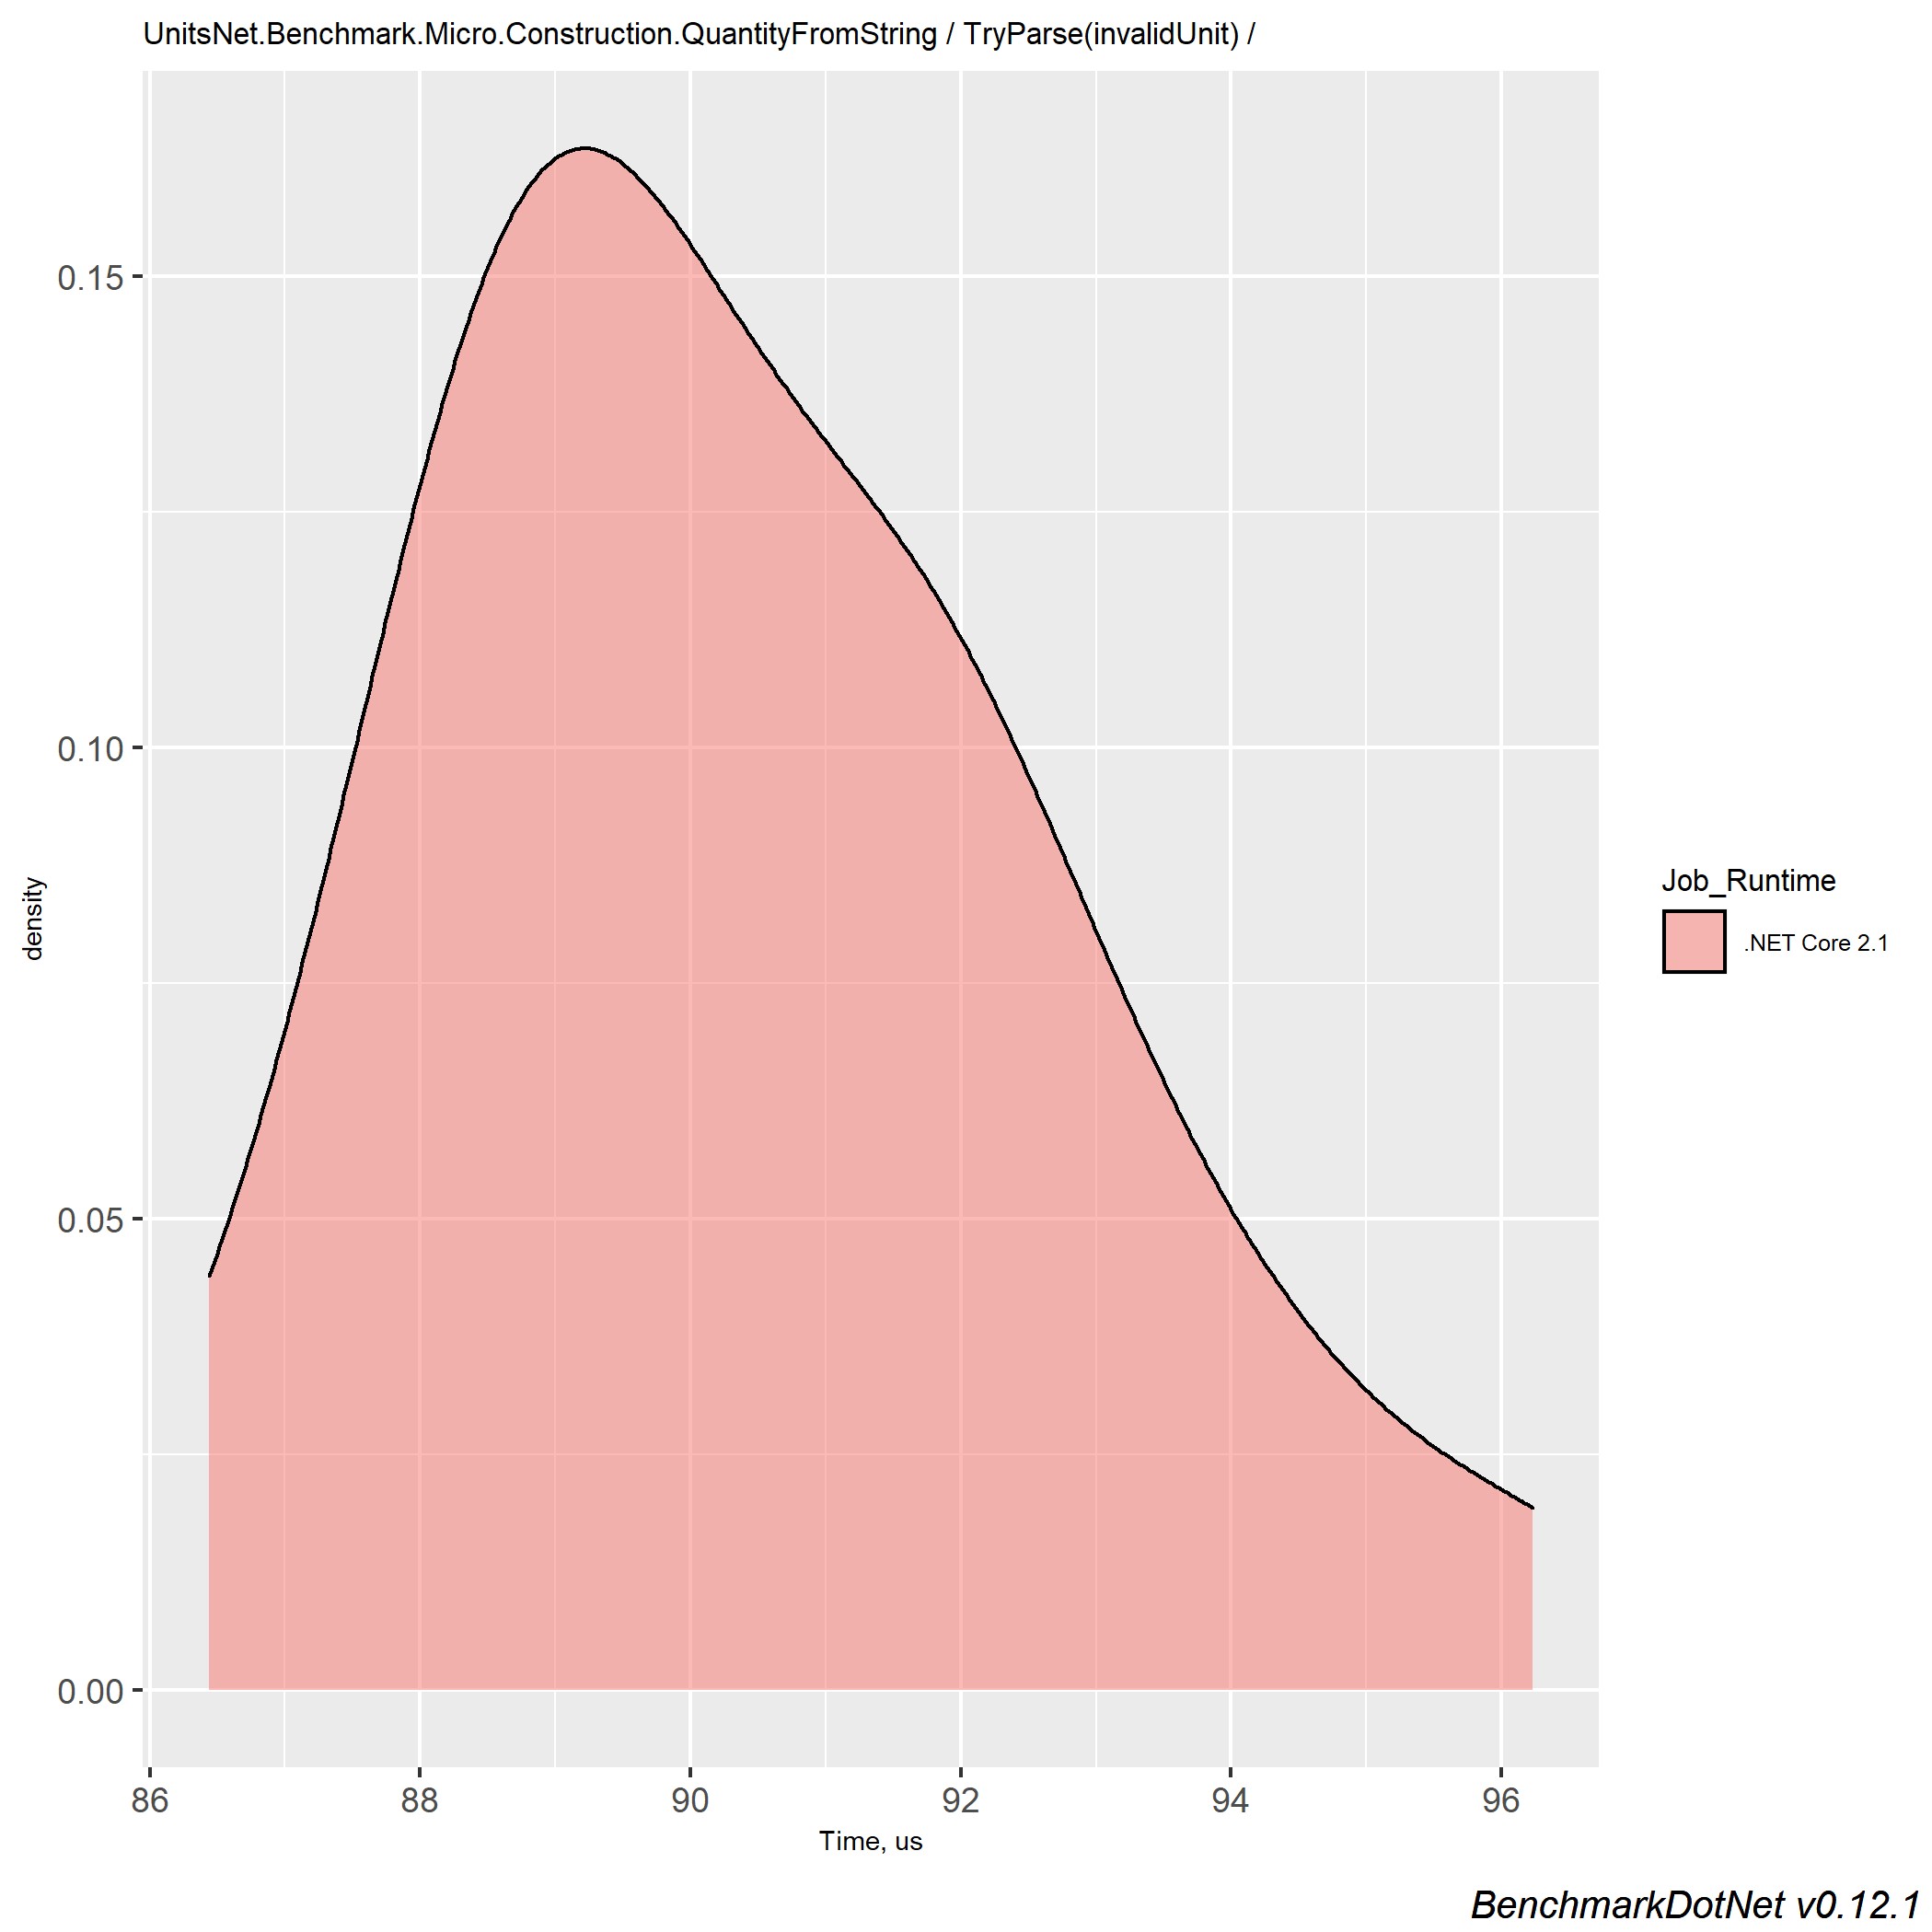 UnitsNet.Benchmark.Micro.Construction.QuantityFromString / TryParse(invalidUnit) /
0.15
0.10
0.05
0.00
density
86 88 90 92 94 96
Time, us
Job_Runtime
.NET Core 2.1
BenchmarkDotNet v0.12.1